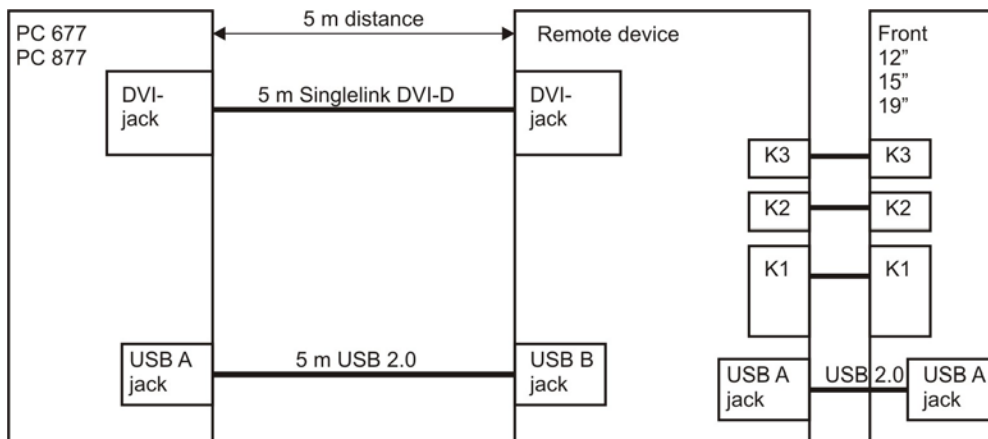 PC 677
PC 877
5 m distance
Remote device
Front
12”
15”
19”
DVI-
jack
5 m Singlelink DVI-D
DVI-
jack
K3
K3
K2
K2
K1
K1
USB A
jack
5 m USB 2.0
USB B
jack
USB A
jack
USB 2.0
USB A
jack